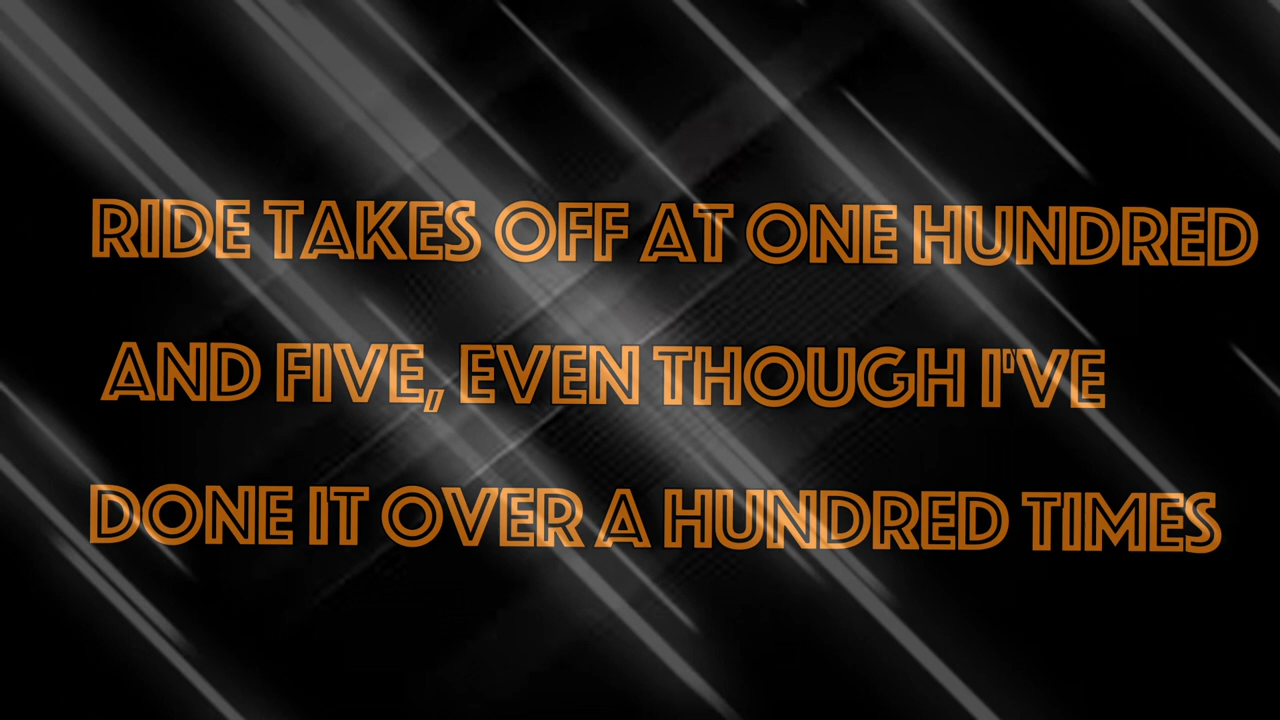 RIDE TAKES OFF AT ONE HUNDRED
AND FIVE, EVEN THOUGH I'VE
DONE IT OVER A HUNDRED TIMES